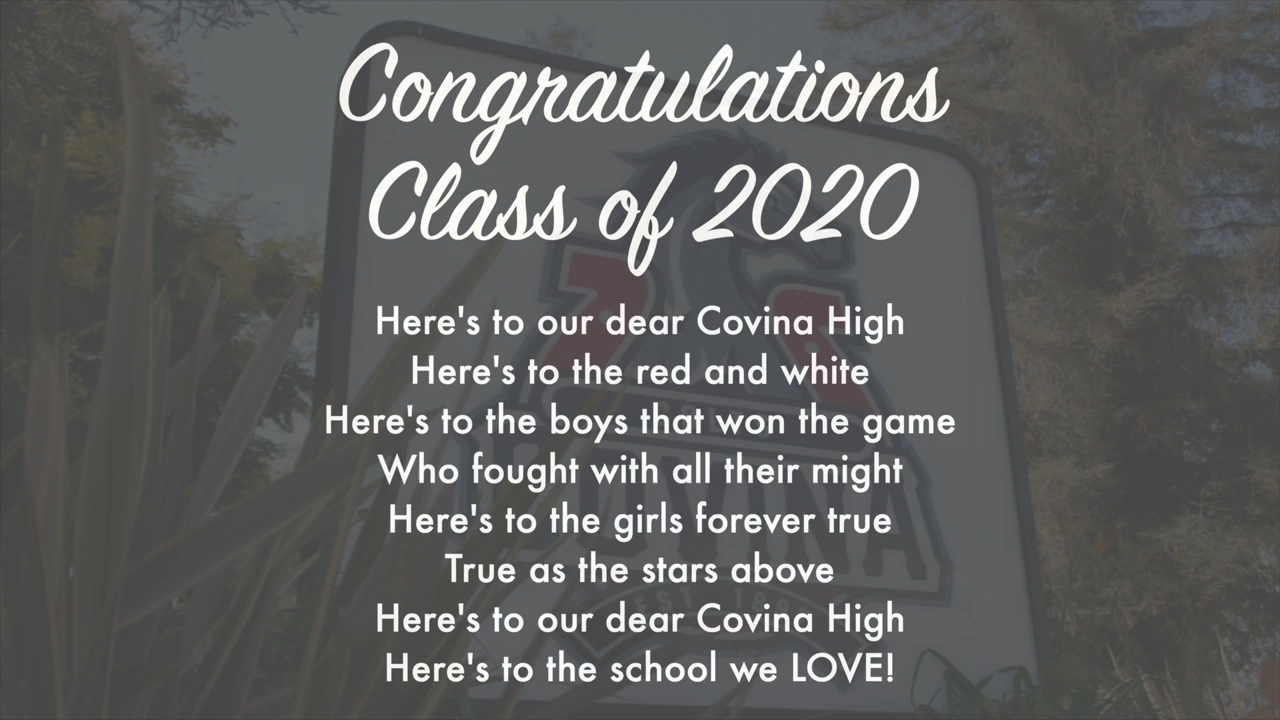 Congratulations
Class of 2020
Here's to our dear Covina High
Here's to the red and white
Here's to the boys that won the game
Who fought with all their might
Here's to the girls forever true
True as the stars above
Here's to our dear Covina High
Here's to the school we LOVE!
COVINA
EST.